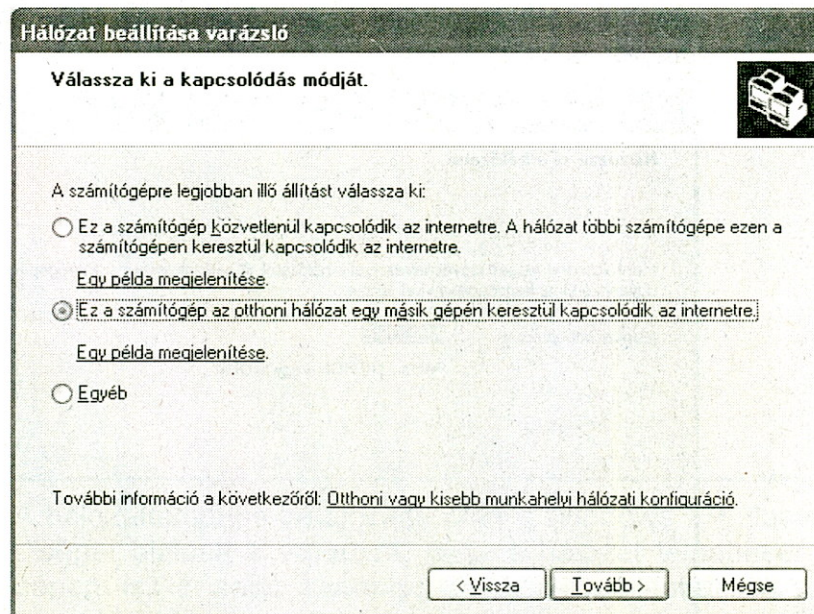 Hálózat beállítása varázsló
Válassza ki a kapcsolódás módját.
A számítógépre legjobban illő állítást válassza ki:
Ez a számítógép közvetlenül kapcsolódik az internetre. A hálózat többi számítógépe ezen a
számítógépen keresztül kapcsolódik az internetre.
Egy példa megjelenítése.
Ez a számítógép az otthoni hálózat egy másik gépén keresztül kapcsolódik az internetre.
Egy példa megjelenítése.
Egyéb
További információ a következőről: Otthoni vagy kisebb munkahelyi hálózati konfiguráció.
< Vissza Tovább > Mégse